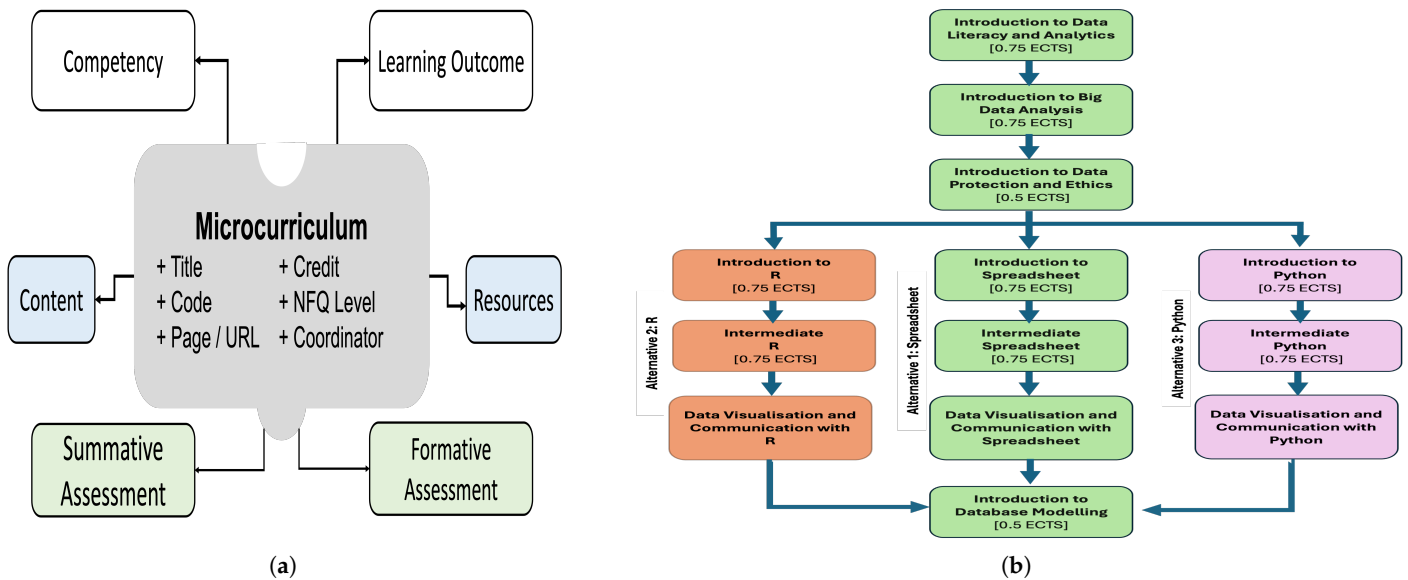 Competency
Learning Outcome
Microcurriculum
+ Title
+ Credit
+ Code
+ NFQ Level
+ Page / URL
+ Coordinator
Content
Resources
Summative
Assessment
Formative
Assessment
(a)
Introduction to Data
Literacy and Analytics
[0.75 ECTS]
Introduction to Big
Data Analysis
[0.75 ECTS]
Introduction to Data
Protection and Ethics
[0.5 ECTS]
Alternative 2: R
Introduction to
R
[0.75 ECTS]
Intermediate
R
[0.75 ECTS]
Data Visualisation and
Communication with
R
Alternative 1: Spreadsheet
Introduction to
Spreadsheet
[0.75 ECTS]
Intermediate
Spreadsheet
[0.75 ECTS]
Data Visualisation and
Communication with
Spreadsheet
Alternative 3: Python
Introduction to
Python
[0.75 ECTS]
Intermediate
Python
[0.75 ECTS]
Data Visualisation and
Communication with
Python
Introduction to
Database Modelling
[0.5 ECTS]
(b)